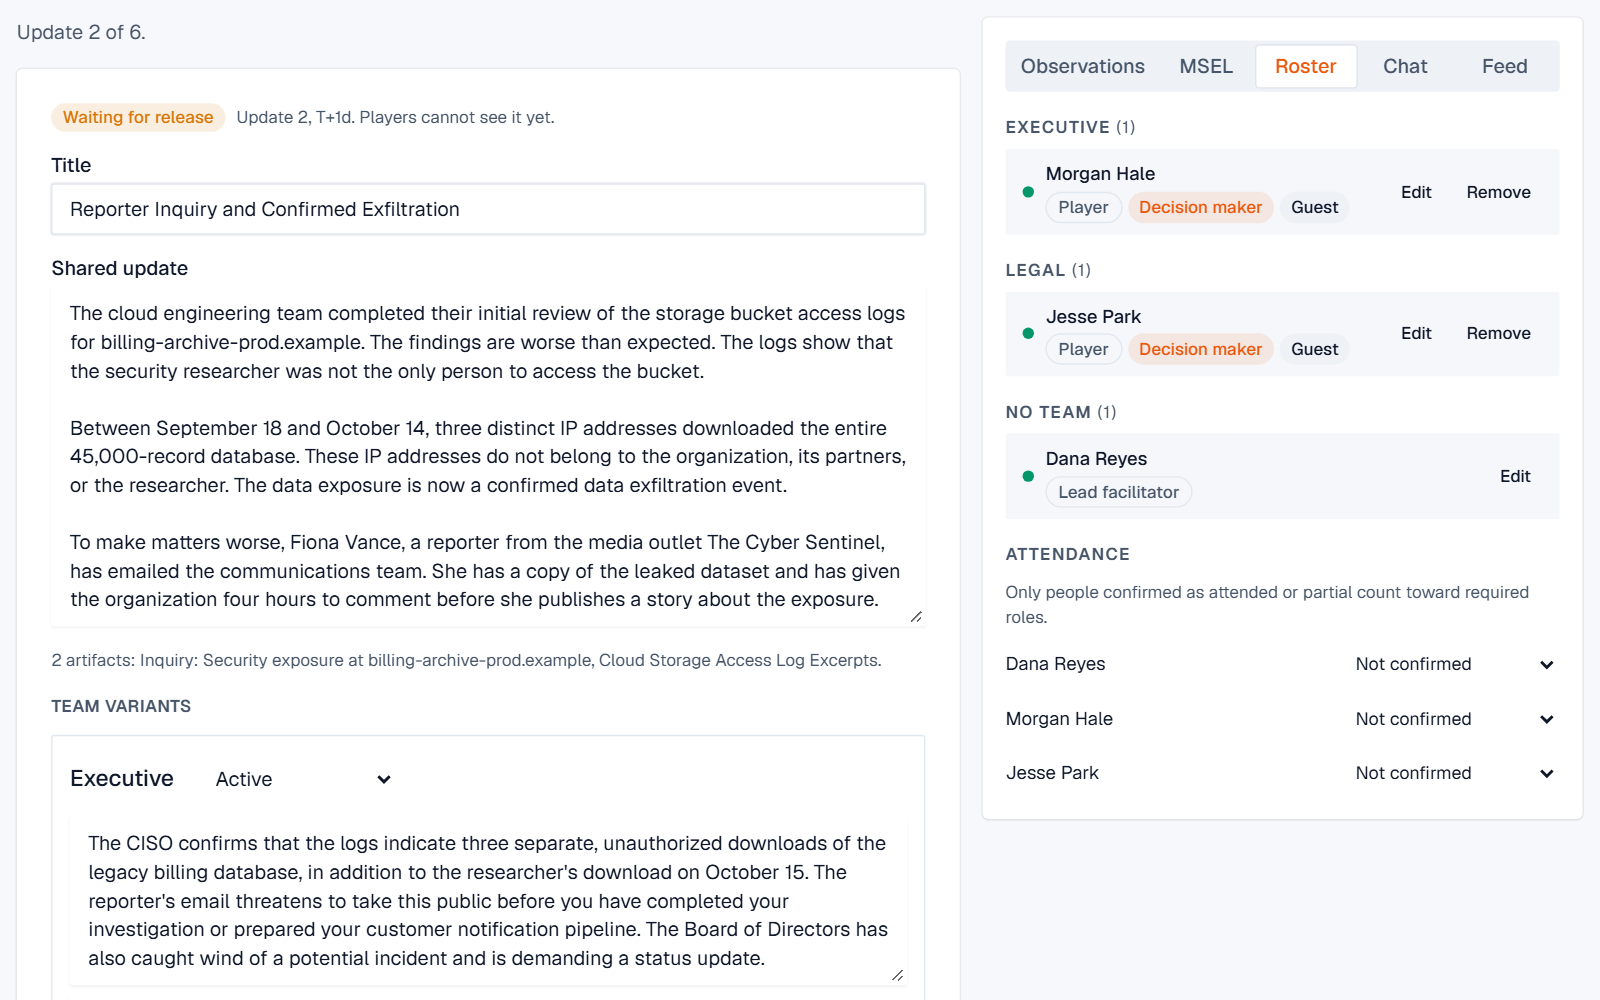 Update 2 of 6.
Waiting for release
Update 2, T+1d. Players cannot see it yet.
Title
Reporter Inquiry and Confirmed Exfiltration
Shared update
The cloud engineering team completed their initial review of the storage bucket access logs
for billing-archive-prod.example. The findings are worse than expected. The logs show that
the security researcher was not the only person to access the bucket.
Between September 18 and October 14, three distinct IP addresses downloaded the entire
45,000-record database. These IP addresses do not belong to the organization, its partners,
or the researcher. The data exposure is now a confirmed data exfiltration event.
To make matters worse, Fiona Vance, a reporter from the media outlet The Cyber Sentinel,
has emailed the communications team. She has a copy of the leaked dataset and has given
the organization four hours to comment before she publishes a story about the exposure.
2 artifacts: Inquiry: Security exposure at billing-archive-prod.example, Cloud Storage Access Log Excerpts.
TEAM VARIANTS
Executive
Active
The CISO confirms that the logs indicate three separate, unauthorized downloads of the
legacy billing database, in addition to the researcher's download on October 15. The
reporter's email threatens to take this public before you have completed your
investigation or prepared your customer notification pipeline. The Board of Directors has
also caught wind of a potential incident and is demanding a status update.
Observations
MSEL
Roster
Chat
Feed
EXECUTIVE (1)
Morgan Hale
Player
Decision maker
Guest
Edit
Remove
LEGAL (1)
Jesse Park
Player
Decision maker
Guest
Edit
Remove
NO TEAM (1)
Dana Reyes
Lead facilitator
Edit
ATTENDANCE
Only people confirmed as attended or partial count toward required
roles.
Dana Reyes
Not confirmed
Morgan Hale
Not confirmed
Jesse Park
Not confirmed